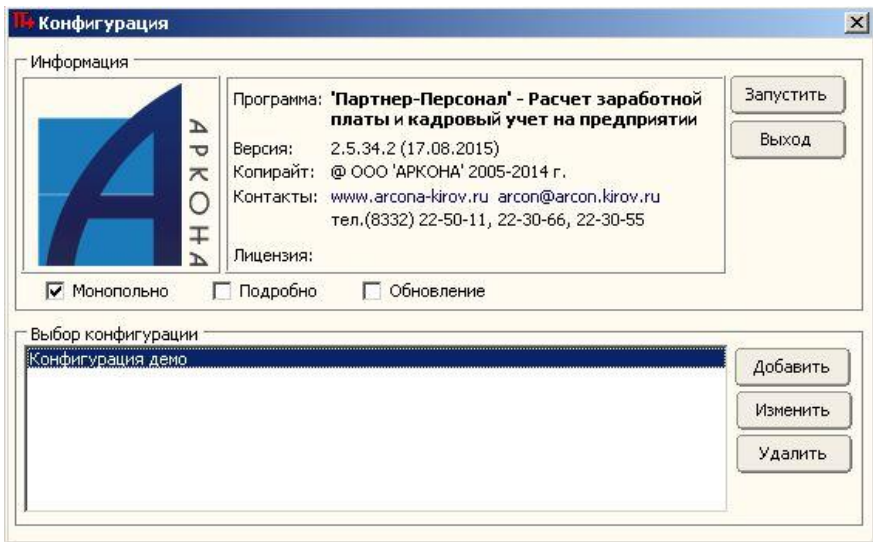 Конфигурация
Информация
АРКОНА
Программа: 'Партнер-Персонал' - Расчет заработной
платы и кадровый учет на предприятии
Версия: 2.5.34.2 (17.08.2015)
Копирайт: @ ООО 'АРКОНА' 2005-2014 г.
Контакты: www.arcona-kirov.ru arcon@arcon.kirov.ru
тел.(8332) 22-50-11, 22-30-66, 22-30-55
Лицензия:
Запустить
Выход
Монопольно Подробно Обновление
Выбор конфигурации
Конфигурация демо
Добавить
Изменить
Удалить